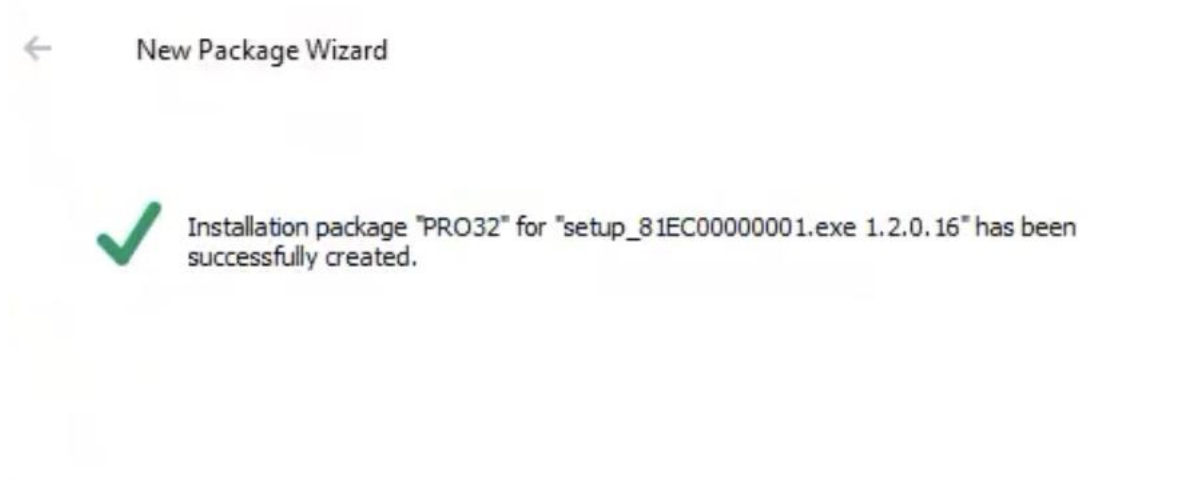 New Package Wizard
Installation package "PRO32" for "setup_81EC00000001.exe 1.2.0.16" has been
successfully created.